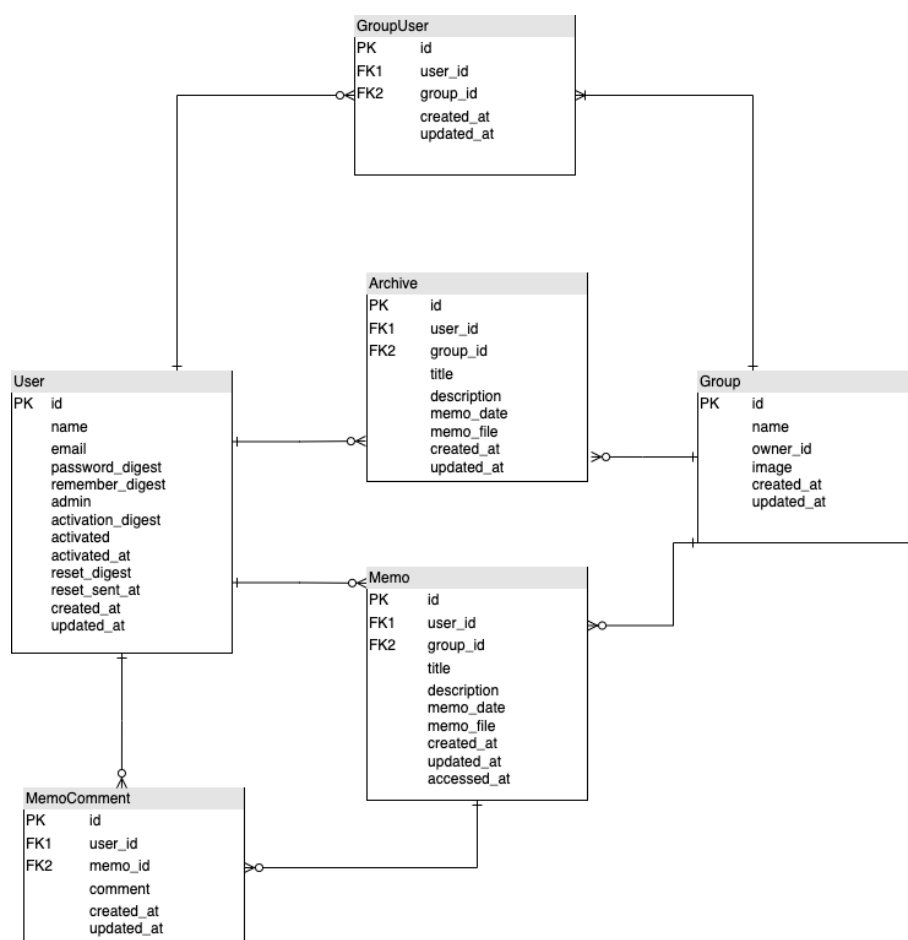 GroupUser
PK id
FK1 user_id
FK2 group_id
created_at
updated_at
Archive
PK id
FK1 user_id
FK2 group_id
title
description
memo_date
memo_file
created_at
updated_at
User
PK id
name
email
password_digest
remember_digest
admin
activation_digest
activated
activated_at
reset_digest
reset_sent_at
created_at
updated_at
Group
PK id
name
owner_id
image
created_at
updated_at
Memo
PK id
FK1 user_id
FK2 group_id
title
description
memo_date
memo_file
created_at
updated_at
accessed_at
MemoComment
PK id
FK1 user_id
FK2 memo_id
comment
created_at
updated_at